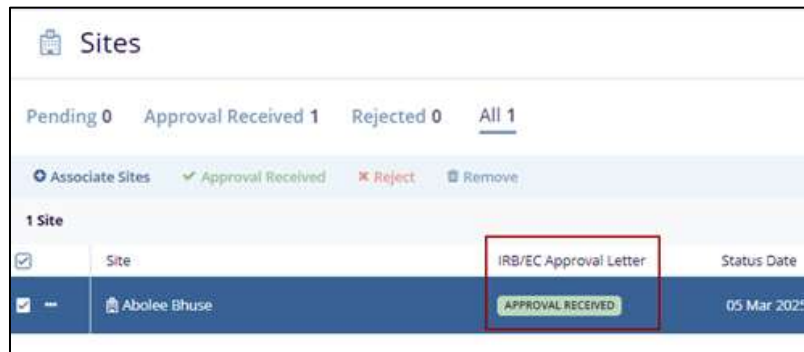 Sites
Pending 0 Approval Received 1 Rejected 0 All 1
Associate Sites Approval Received Reject Remove
1 Site
Site IRB/EC Approval Letter Status Date
Abolee Bhuse APPROVAL RECEIVED 05 Mar 2025